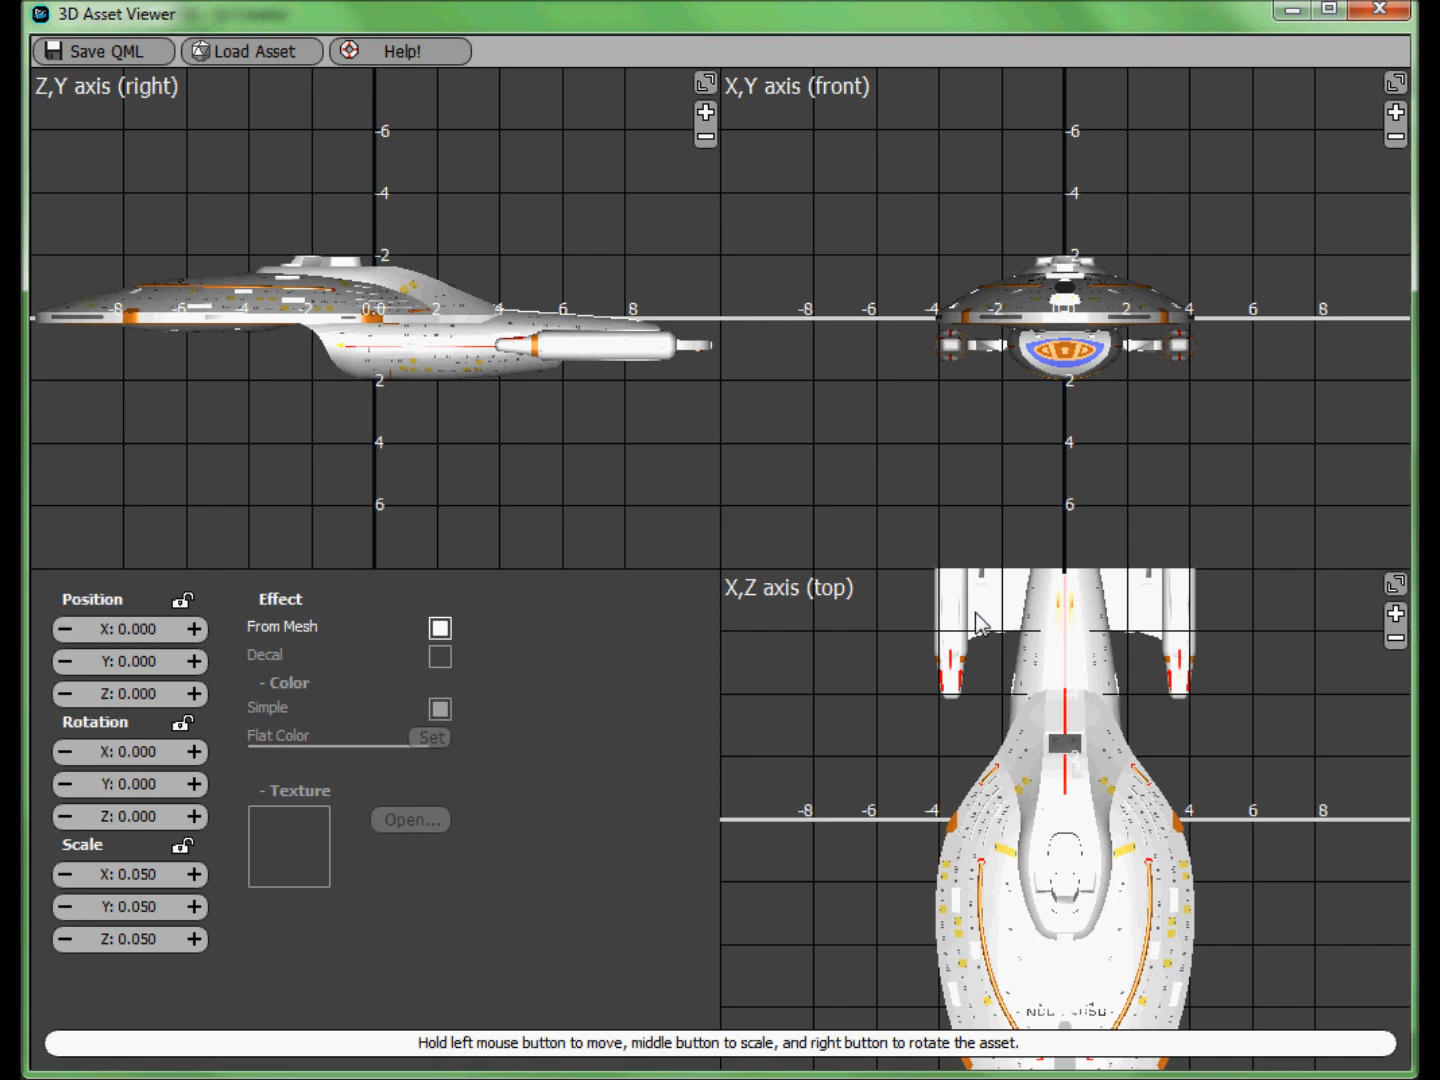 3D Asset Viewer
Save QML
Load Asset
Help!
Z,Y axis (right)
X,Y axis (front)
-6
-6
-4
-4
-2
-2
-8 -6 -4 -2 0.0 2 4 6 8
-8 -6 -4 -2 0.0 2 4 6 8
2
2
4
4
6
6
X,Z axis (top)
-8 -6 -4 4 6 8
Position
X: 0.000
Y: 0.000
Z: 0.000
Rotation
X: 0.000
Y: 0.000
Z: 0.000
Scale
X: 0.050
Y: 0.050
Z: 0.050
Effect
From Mesh
Decal
- Color
Simple
Flat Color
Set
- Texture
Open...
Hold left mouse button to move, middle button to scale, and right button to rotate the asset.